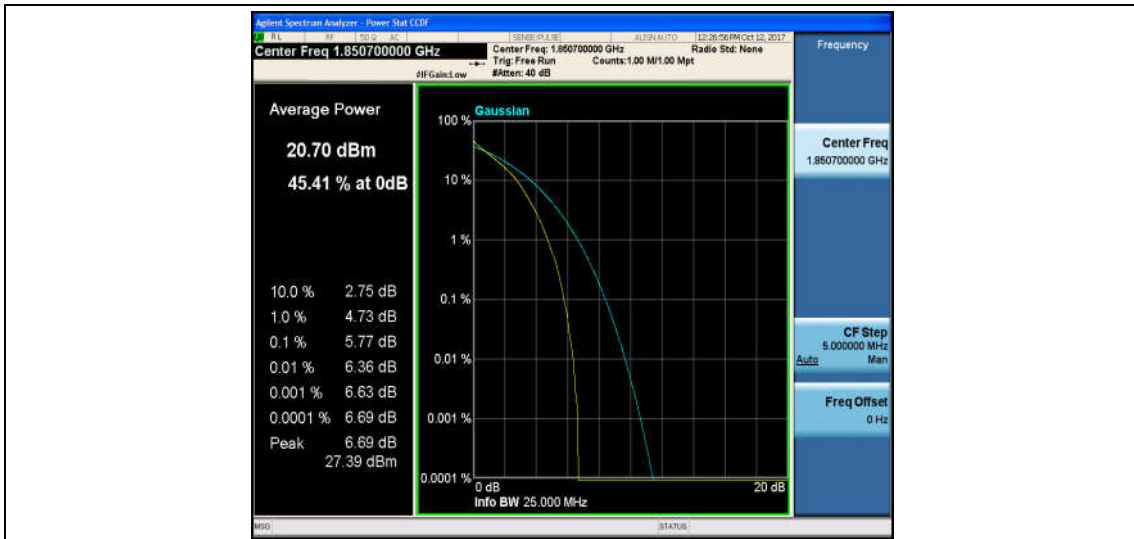 Agilent Spectrum Analyzer - Power Stat CCDF
RL RF 50 Ω AC SENSE:PULSE ALIGN AUTO 12:26:56 PM Oct 12, 2017
Center Freq 1.850700000 GHz
Center Freq: 1.850700000 GHz Radio Std: None
Trig: Free Run Counts:1.00 M/1.00 Mpt
#IFGain:Low #Atten: 40 dB
Frequency
Average Power
20.70 dBm
45.41 % at 0dB
10.0 % 2.75 dB
1.0 % 4.73 dB
0.1 % 5.77 dB
0.01 % 6.36 dB
0.001 % 6.63 dB
0.0001 % 6.69 dB
Peak 6.69 dB
27.39 dBm
Gaussian
100 %
10 %
1 %
0.1 %
0.01 %
0.001 %
0.0001 %
0 dB 20 dB
Info BW 25.000 MHz
Center Freq
1.850700000 GHz
CF Step
5.000000 MHz
Auto Man
Freq Offset
0 Hz
MSG STATUS